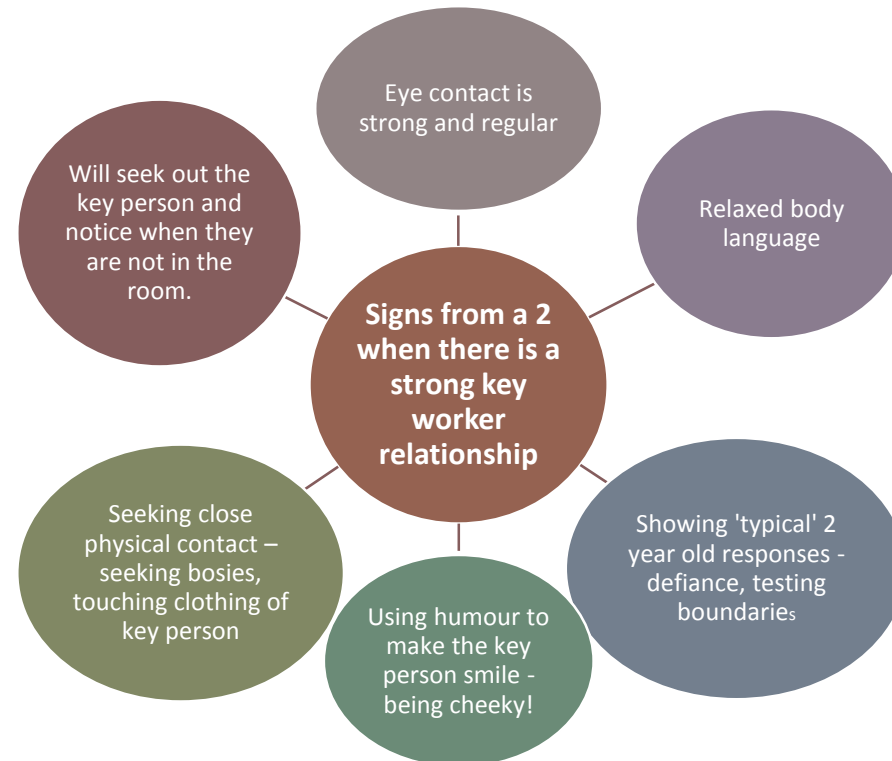 Eye contact is
strong and regular
Relaxed body
language
Showing 'typical' 2
year old responses -
defiance, testing
boundaries
Using humour to
make the key
person smile -
being cheeky!
Seeking close
physical contact –
seeking bosies,
touching clothing of
key person
Will seek out the
key person and
notice when they
are not in the
room.
Signs from a 2
when there is a
strong key
worker
relationship